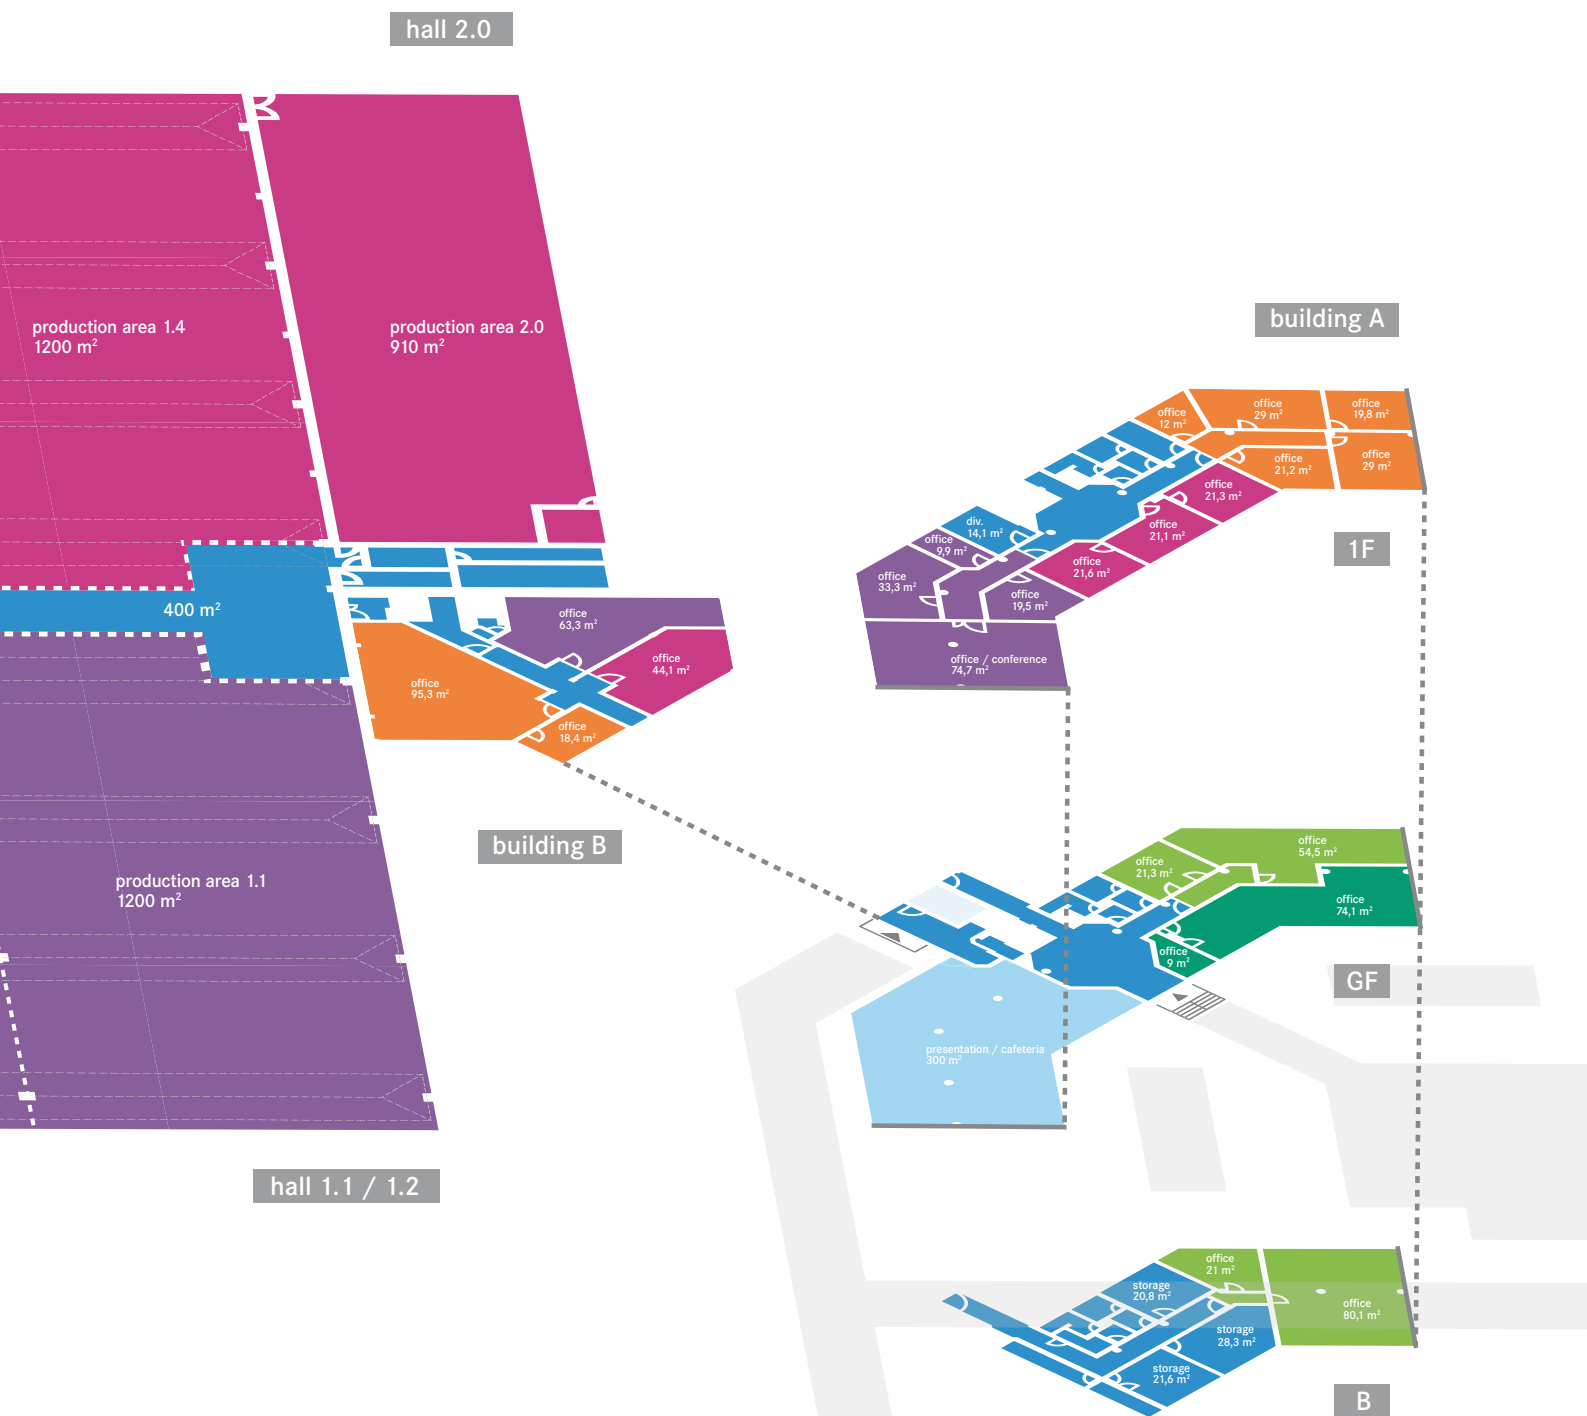 hall 2.0
production area 1.4
1200 m²
production area 2.0
910 m²
400 m²
office
63,3 m²
office
44,1 m²
office
95,3 m²
office
18,4 m²
building B
production area 1.1
1200 m²
hall 1.1 / 1.2
building A
office
12 m²
office
29 m²
office
19,8 m²
office
21,2 m²
office
29 m²
office
21,3 m²
office
21,1 m²
office
21,6 m²
div.
14,1 m²
office
9,9 m²
office
33,3 m²
office
19,5 m²
office / conference
74,7 m²
1F
office
54,5 m²
office
21,3 m²
office
74,1 m²
office
9 m²
GF
presentation / cafeteria
300 m²
office
21 m²
storage
20,8 m²
office
80,1 m²
storage
28,3 m²
storage
21,6 m²
B